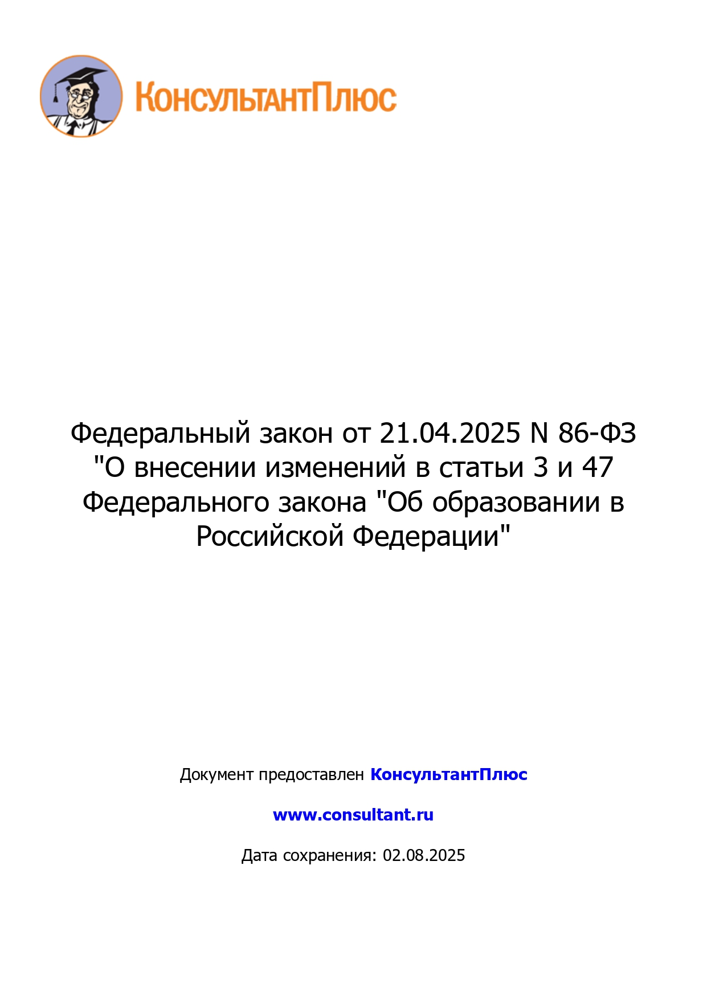 КонсультантПлюс
Федеральный закон от 21.04.2025 N 86-ФЗ
"О внесении изменений в статьи 3 и 47
Федерального закона "Об образовании в
Российской Федерации"
Документ предоставлен КонсультантПлюс
www.consultant.ru
Дата сохранения: 02.08.2025